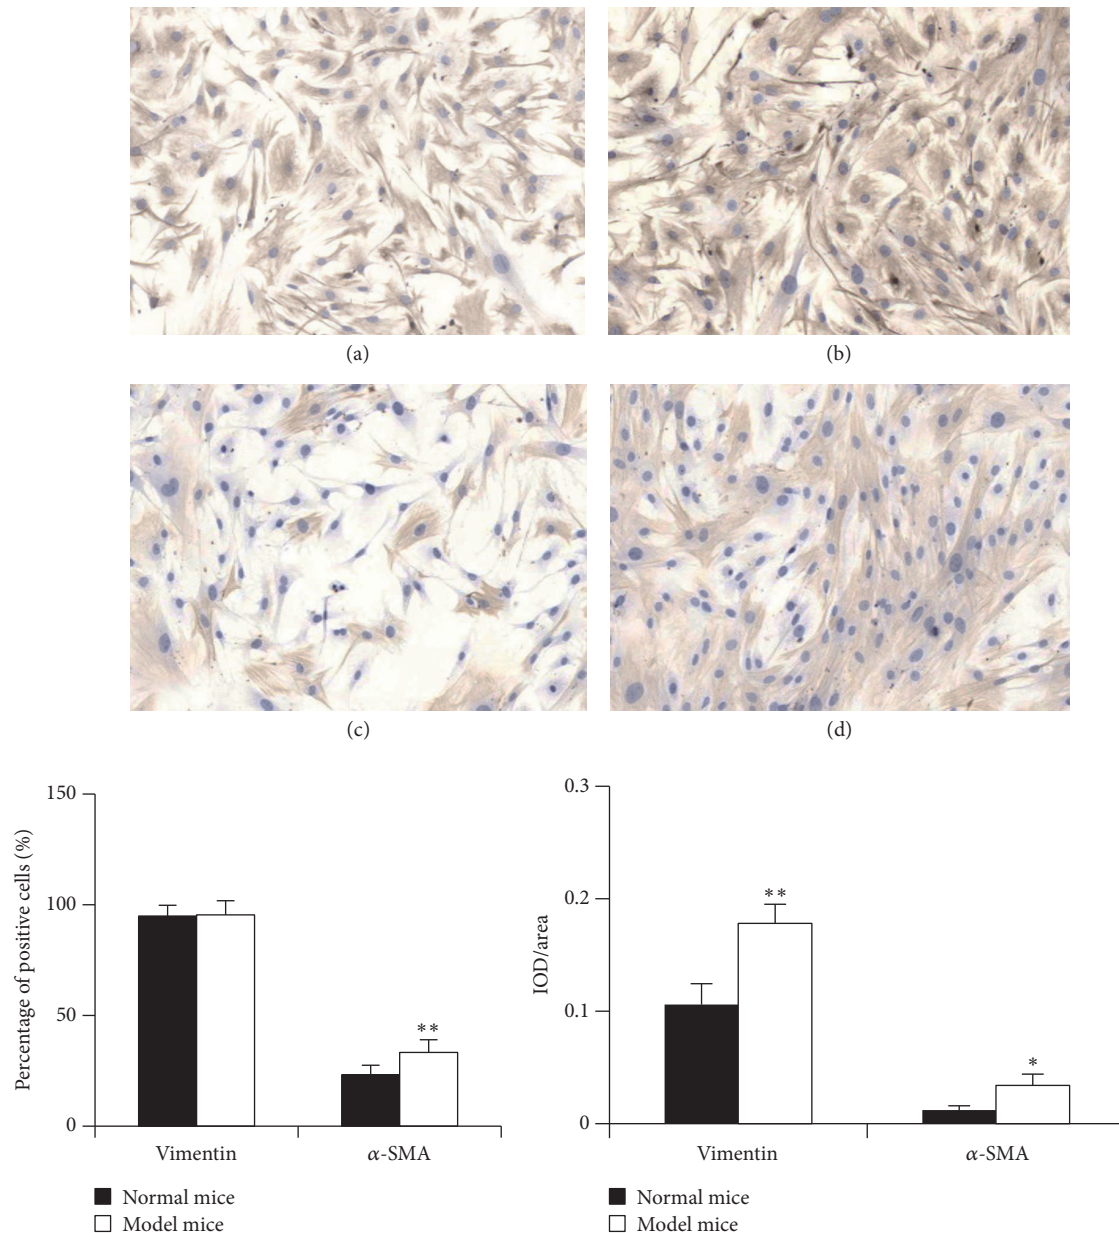 (a)
(b)
(c)
(d)
Percentage of positive cells (%)
150
100
50
0
**
Vimentin
α-SMA
Normal mice
Model mice
IOD/area
0.3
0.2
0.1
0
**
*
Vimentin
α-SMA
Normal mice
Model mice